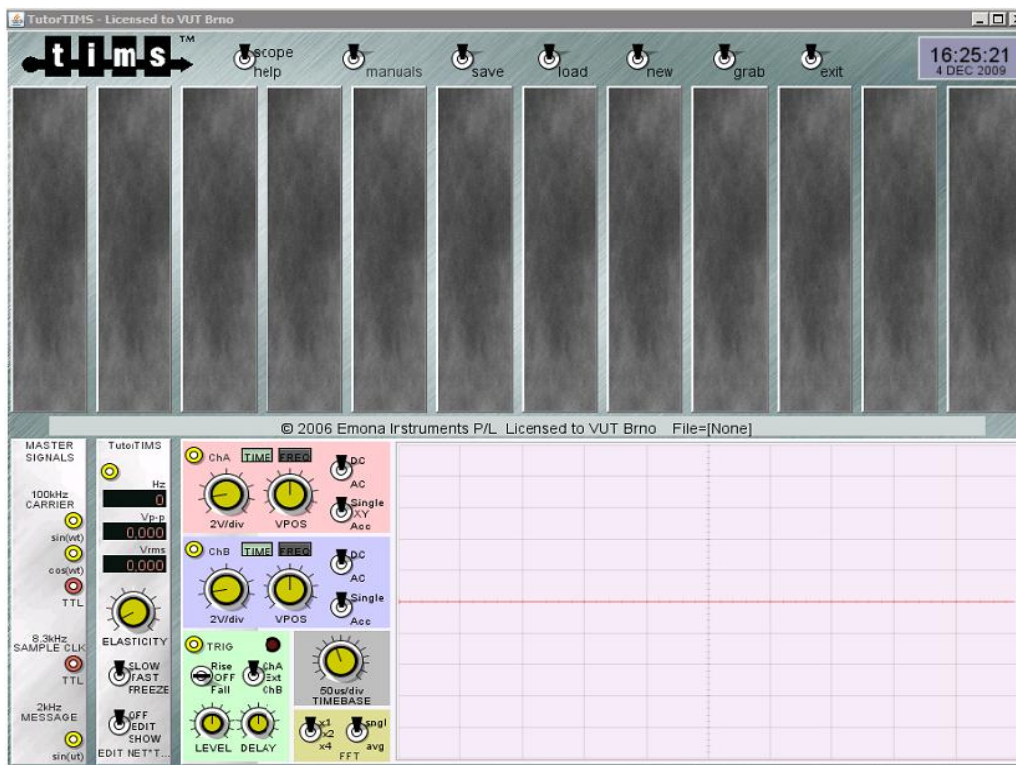 TutorTIMS - Licensed to VUT Brno
tims TM
scope
help
manuals
save
load
new
grab
exit
16:25:21
4 DEC 2009
© 2006 Emona Instruments P/L Licensed to VUT Brno File=[None]
MASTER
SIGNALS
100kHz
CARRIER
sin(wt)
cos(wt)
TTL
8.3kHz
SAMPLE CLK
TTL
2kHz
MESSAGE
sin(ut)
TutorTIMS
Hz
0
Vp-p
0,000
Vrms
0,000
ELASTICITY
SLOW
FAST
FREEZE
OFF
EDIT
SHOW
EDIT NET*T...
ChA TIME FREQ
DC
AC
Single
XY
Acc
2V/div VPOS
ChB TIME FREQ
DC
AC
Single
Acc
2V/div VPOS
TRIG
Rise
OFF
Fall
ChA
Ext
ChB
LEVEL DELAY
50us/div
TIMEBASE
x1
x2
x4
sngl
avg
FFT